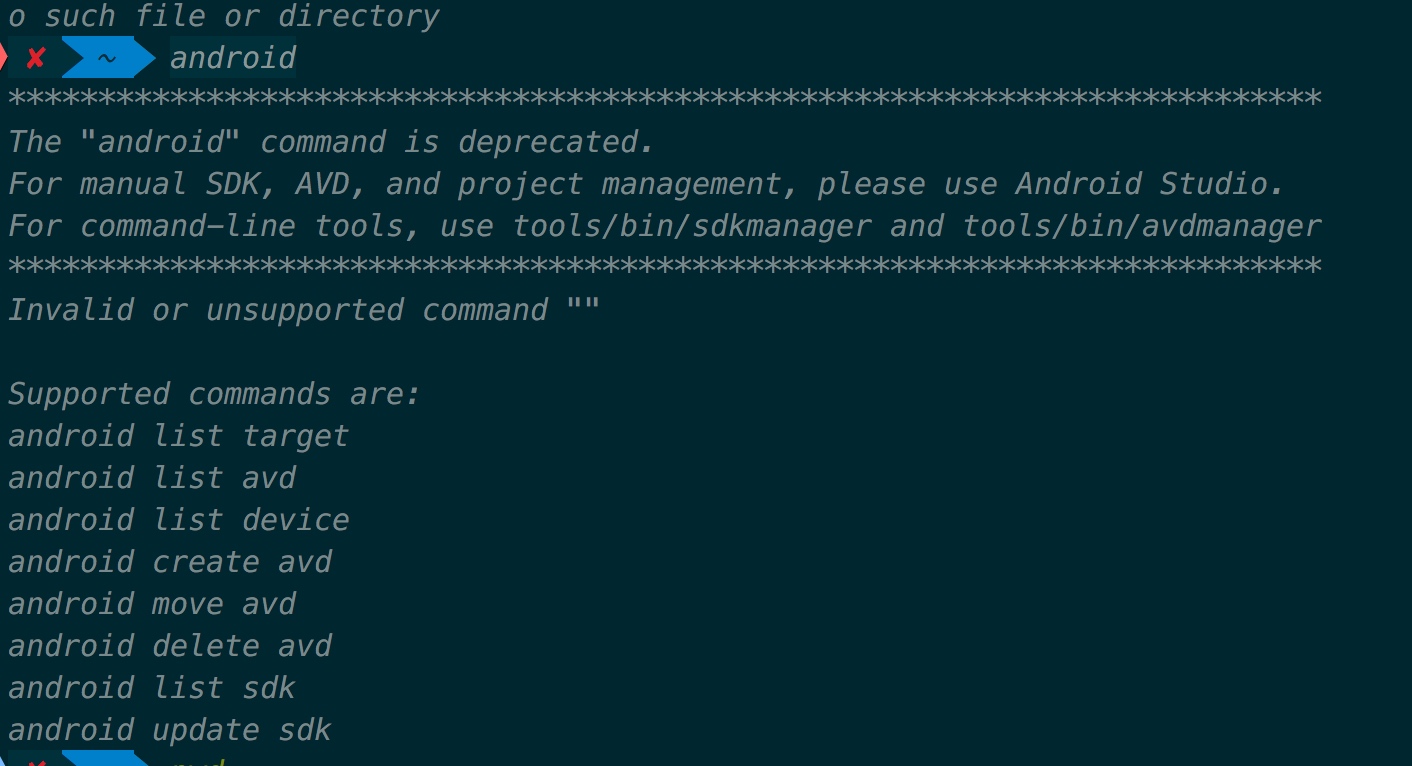 o such file or directory
✘ ~ android
*************************************************************************
The "android" command is deprecated.
For manual SDK, AVD, and project management, please use Android Studio.
For command-line tools, use tools/bin/sdkmanager and tools/bin/avdmanager
*************************************************************************
Invalid or unsupported command ""
Supported commands are:
android list target
android list avd
android list device
android create avd
android move avd
android delete avd
android list sdk
android update sdk